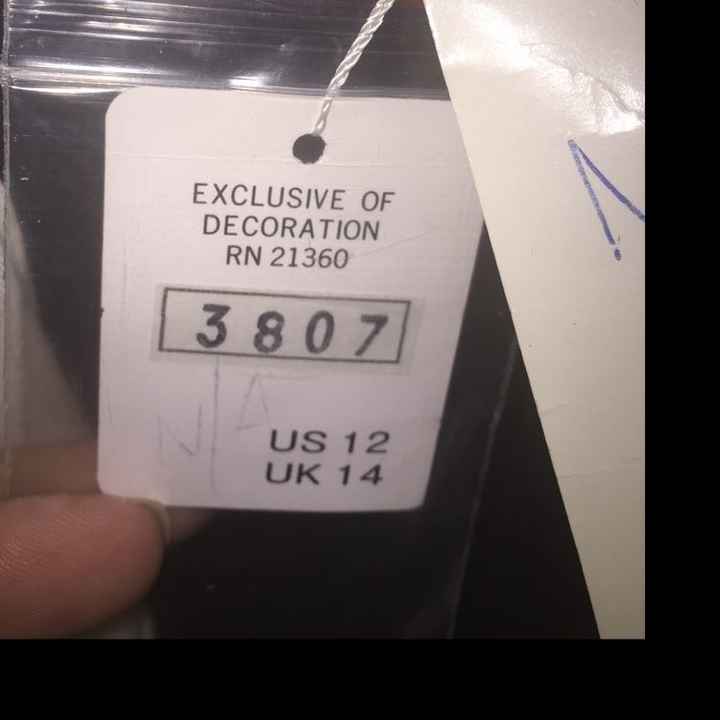 EXCLUSIVE OF
DECORATION
RN 21360
3807
N/A
US 12
UK 14